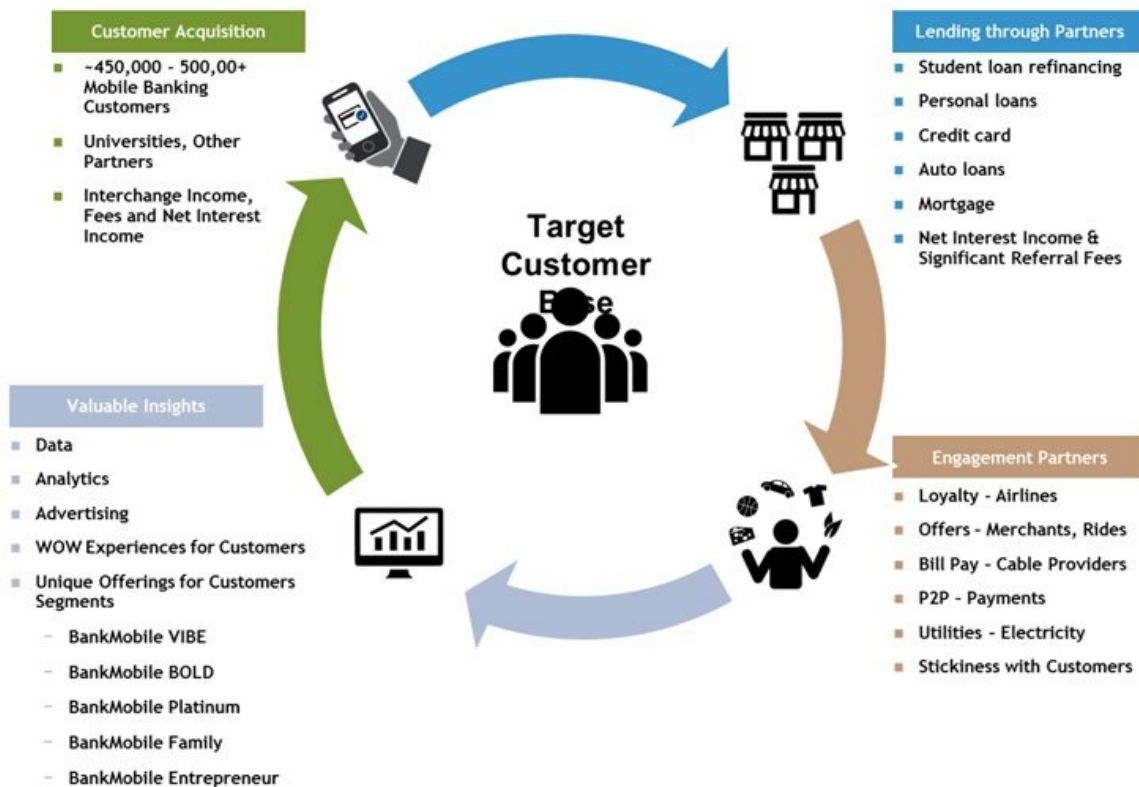 Customer Acquisition
~450,000 - 500,00+
Mobile Banking
Customers
Universities, Other
Partners
Interchange Income,
Fees and Net Interest
Income
Lending through Partners
Student loan refinancing
Personal loans
Credit card
Auto loans
Mortgage
Net Interest Income &
Significant Referral Fees
Target
Customer
Base
Valuable Insights
Data
Analytics
Advertising
WOW Experiences for Customers
Unique Offerings for Customers
Segments
– BankMobile VIBE
– BankMobile BOLD
– BankMobile Platinum
– BankMobile Family
– BankMobile Entrepreneur
Engagement Partners
Loyalty - Airlines
Offers - Merchants, Rides
Bill Pay - Cable Providers
P2P - Payments
Utilities - Electricity
Stickiness with Customers